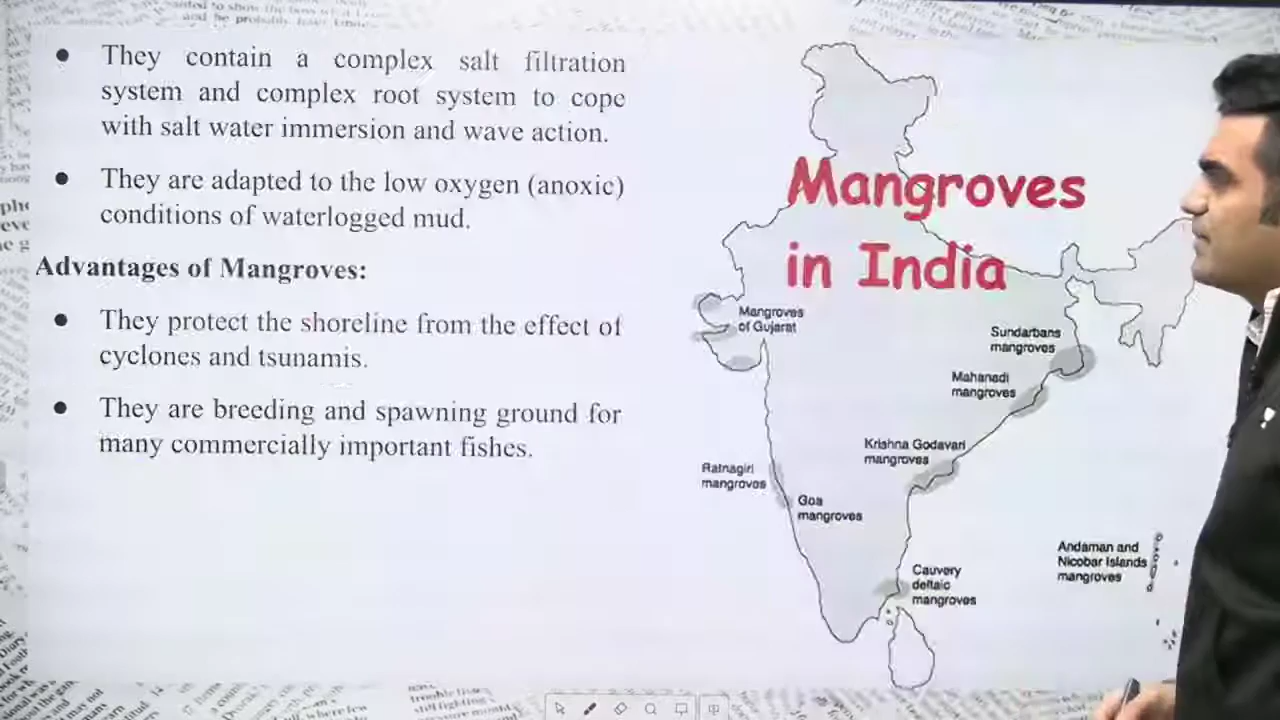 They contain a complex salt filtration
system and complex root system to cope
with salt water immersion and wave action.
They are adapted to the low oxygen (anoxic)
conditions of waterlogged mud.
Advantages of Mangroves:
They protect the shoreline from the effect of
cyclones and tsunamis.
They are breeding and spawning ground for
many commercially important fishes.
Mangroves
in India
Mangroves
of Gujarat
Sundarbans
mangroves
Mahanadi
mangroves
Krishna Godavari
mangroves
Ratnagiri
mangroves
Goa
mangroves
Andaman and
Nicobar Islands
mangroves
Cauvery
deltaic
mangroves